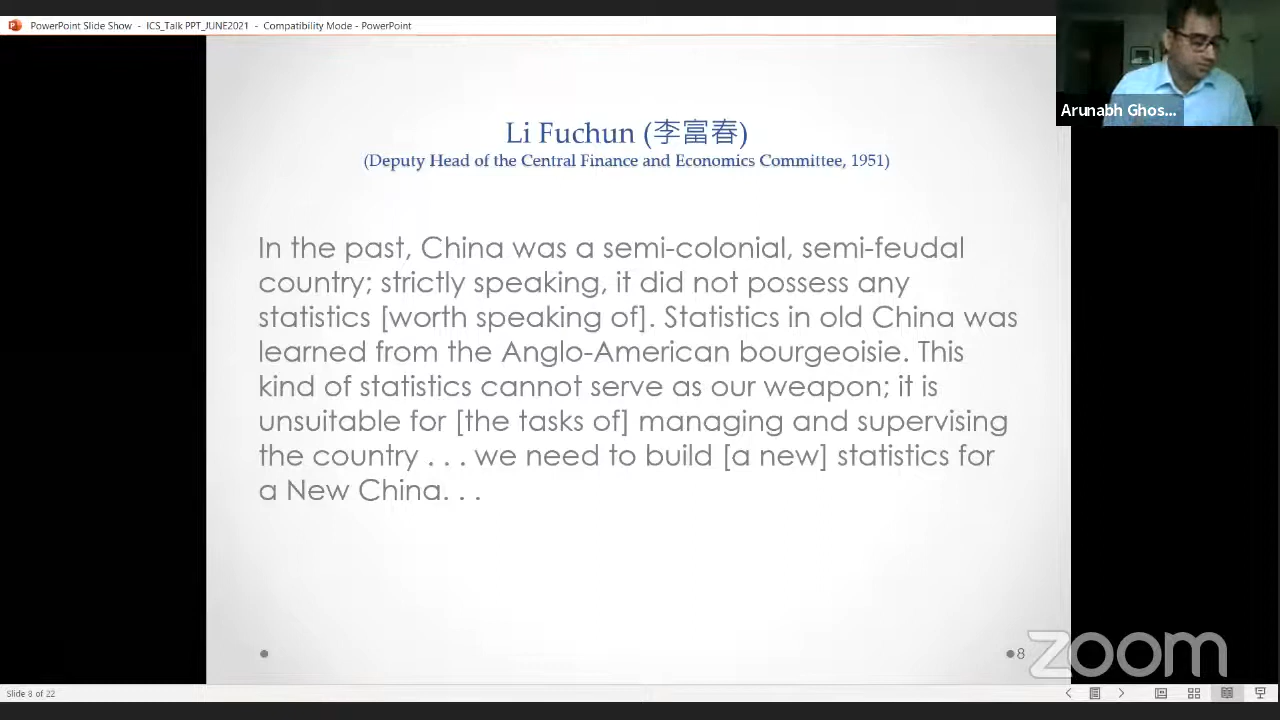 PowerPoint Slide Show - ICS_Talk PPT_JUNE2021 - Compatibility Mode - PowerPoint
Arunabh Ghos...
Li Fuchun (李富春)
(Deputy Head of the Central Finance and Economics Committee, 1951)
In the past, China was a semi-colonial, semi-feudal
country; strictly speaking, it did not possess any
statistics [worth speaking of]. Statistics in old China was
learned from the Anglo-American bourgeoisie. This
kind of statistics cannot serve as our weapon; it is
unsuitable for [the tasks of] managing and supervising
the country . . . we need to build [a new] statistics for
a New China. . .
8
zoom
Slide 8 of 22